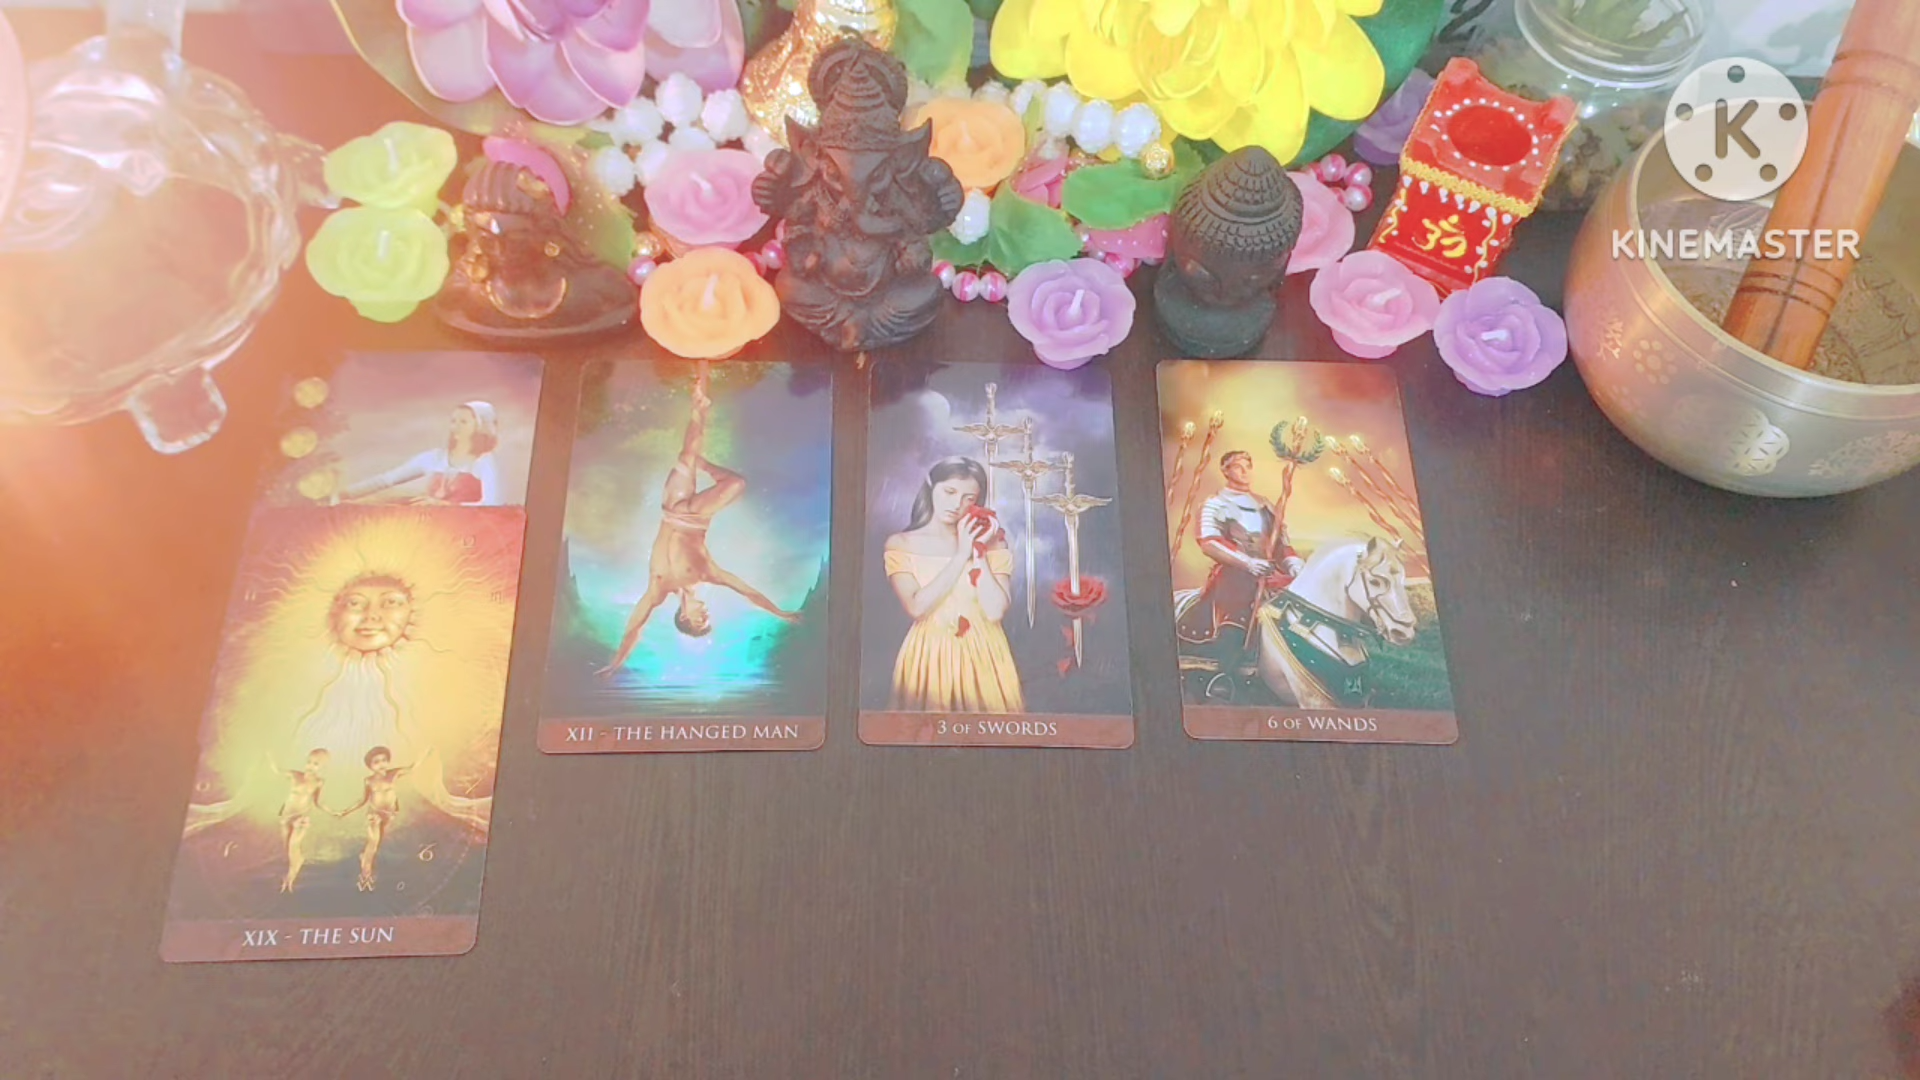 K
KINEMASTER
ॐ
XII - THE HANGED MAN
3 OF SWORDS
6 OF WANDS
XIX - THE SUN